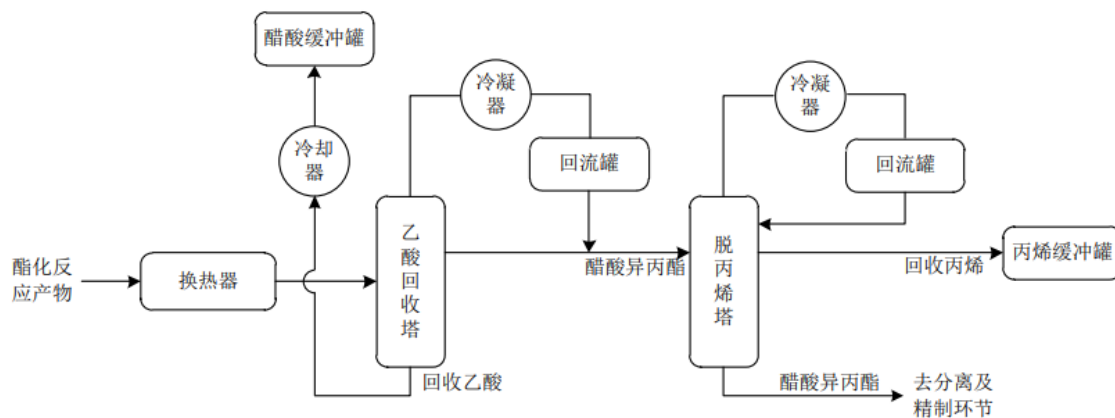 醋酸缓冲罐
冷凝
器
冷凝
器
冷却
器
回流罐
回流罐
乙
酸
回
收
塔
脱
丙
烯
塔
酯化反
应产物
换热器
醋酸异丙酯
回收丙烯
丙烯缓冲罐
回收乙酸
醋酸异丙酯
去分离及
精制环节